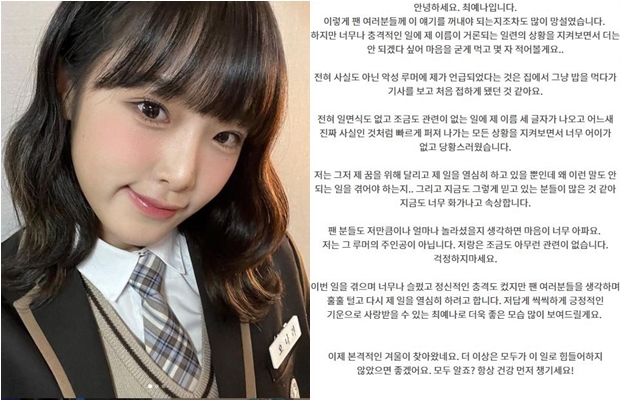 안녕하세요. 최예나입니다.
이렇게 팬 여러분들께 이 얘기를 꺼내야 되는지조차도 많이 망설였습니다.
하지만 너무나 충격적인 일에 제 이름이 거론되는 일련의 상황을 지켜보면서 더는
안 되겠다 싶어 마음을 굳게 먹고 몇 자 적어볼게요..
전혀 사실도 아닌 악성 루머에 제가 언급되었다는 것은 집에서 그냥 밥을 먹다가
기사를 보고 처음 접하게 됐던 것 같아요.
전혀 일면식도 없고 조금도 관련이 없는 일에 제 이름 세 글자가 나오고 어느새
진짜 사실인 것처럼 빠르게 퍼져 나가는 모든 상황을 지켜보면서 너무 어이가
없고 당황스러웠습니다.
저는 그저 제 꿈을 위해 달리고 제 일을 열심히 하고 있을 뿐인데 왜 이런 말도 안
되는 일을 겪어야 하는지.. 그리고 지금도 그렇게 믿고 있는 분들이 많은 것 같아
지금도 너무 화가나고 속상합니다.
팬 분들도 저만큼이나 얼마나 놀라셨을지 생각하면 마음이 너무 아파요.
저는 그 루머의 주인공이 아닙니다. 저랑은 조금도 아무런 관련이 없습니다.
걱정하지마세요.
이번 일을 겪으며 너무나 슬펐고 정신적인 충격도 컸지만 팬 여러분들을 생각하며
훌훌 털고 다시 제 일을 열심히 하려고 합니다. 저답게 씩씩하게 긍정적인
기운으로 사랑받을 수 있는 최예나로 더욱 좋은 모습 많이 보여드릴게요.
이제 본격적인 겨울이 찾아왔네요. 더 이상은 모두가 이 일로 힘들어하지
않았으면 좋겠어요. 모두 알죠? 항상 건강 먼저 챙기세요!